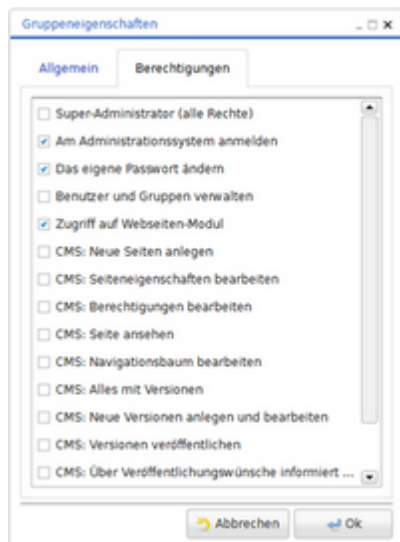 Gruppeneigenschaften
Allgemein Berechtigungen
Super-Administrator (alle Rechte)
Am Administrationssystem anmelden
Das eigene Passwort ändern
Benutzer und Gruppen verwalten
Zugriff auf Webseiten-Modul
CMS: Neue Seiten anlegen
CMS: Seiteneigenschaften bearbeiten
CMS: Berechtigungen bearbeiten
CMS: Seite ansehen
CMS: Navigationsbaum bearbeiten
CMS: Alles mit Versionen
CMS: Neue Versionen anlegen und bearbeiten
CMS: Versionen veröffentlichen
CMS: Über Veröffentlichungswünsche informiert ...
Abbrechen Ok